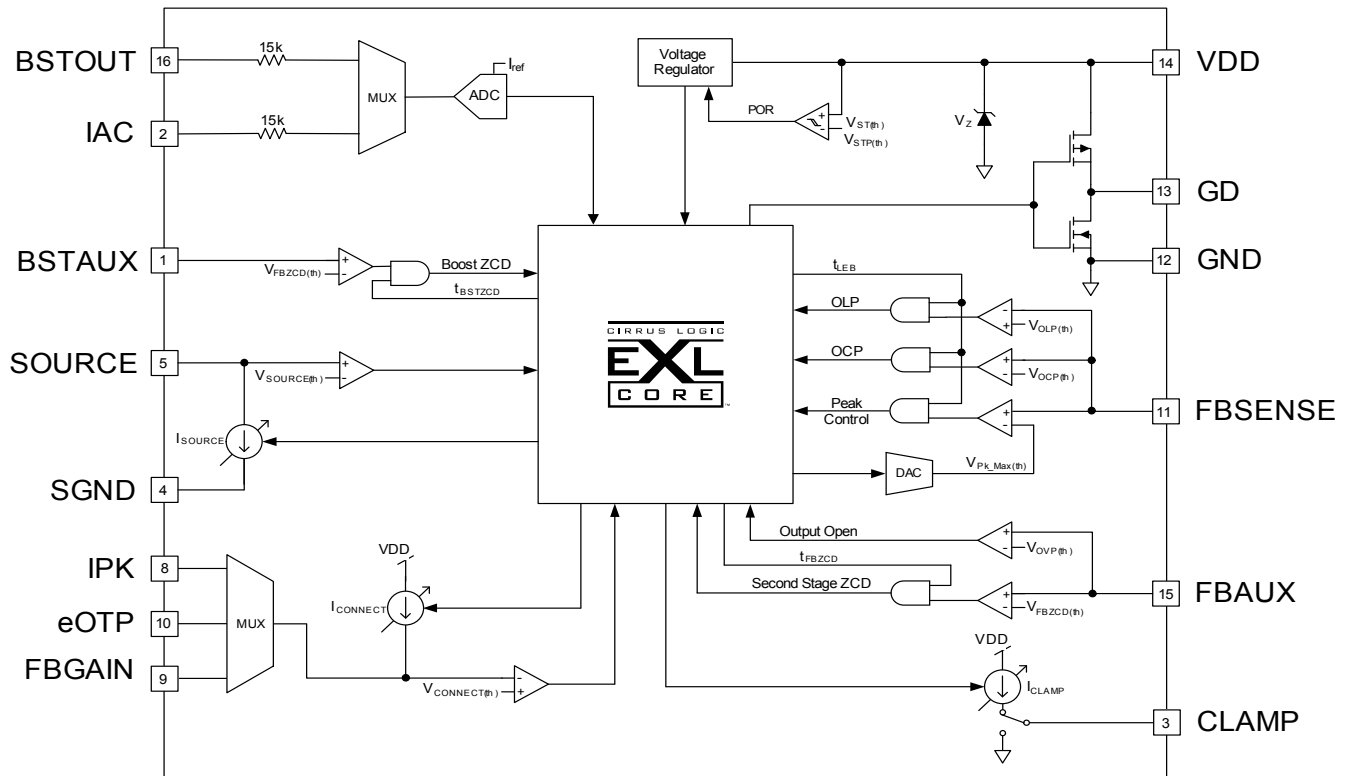 BSTOUT
16
15k
IAC
2
15k
MUX
ADC
Iref
Voltage
Regulator
POR
+
-
VST(th)
VSTP(th)
VZ
14
VDD
13
GD
12
GND
BSTAUX
1
VFBZCD(th)
+
-
Boost ZCD
tBSTZCD
SOURCE
5
VSOURCE(th)
+
-
ISOURCE
SGND
4
CIRRUS LOGIC
EXL
CORE
™
tLEB
OLP
-
+
VOLP(th)
OCP
+
-
VOCP(th)
Peak
Control
+
-
11
FBSENSE
DAC
VPk_Max(th)
IPK
8
eOTP
10
FBGAIN
9
MUX
VDD
ICONNECT
VCONNECT(th)
-
+
Output Open
+
-
VOVP(th)
tFBZCD
Second Stage ZCD
+
-
VFBZCD(th)
15
FBAUX
VDD
ICLAMP
3
CLAMP